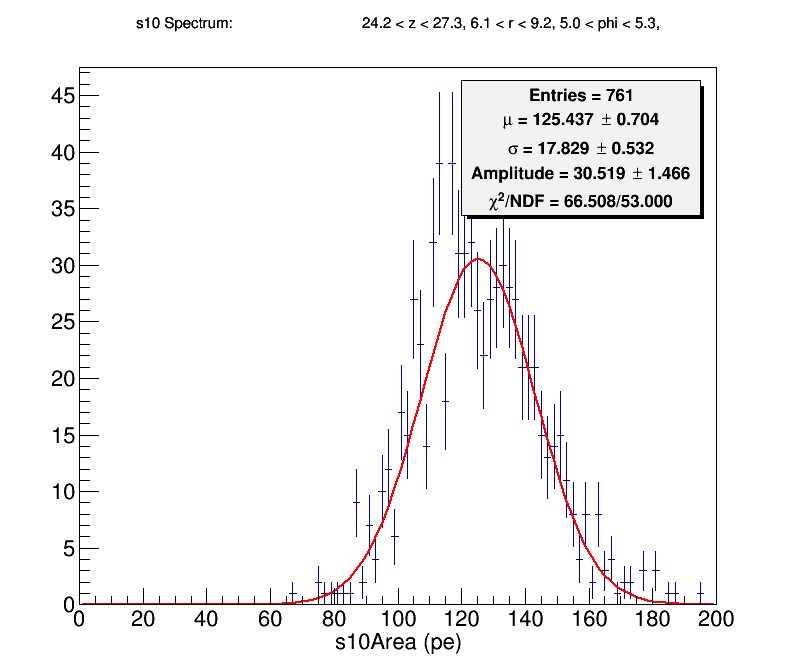 s10 Spectrum: 24.2 < z < 27.3, 6.1 < r < 9.2, 5.0 < phi < 5.3,
Entries = 761
μ = 125.437 ± 0.704
σ = 17.829 ± 0.532
Amplitude = 30.519 ± 1.466
χ²/NDF = 66.508/53.000
45
40
35
30
25
20
15
10
5
0
0 20 40 60 80 100 120 140 160 180 200
s10Area (pe)